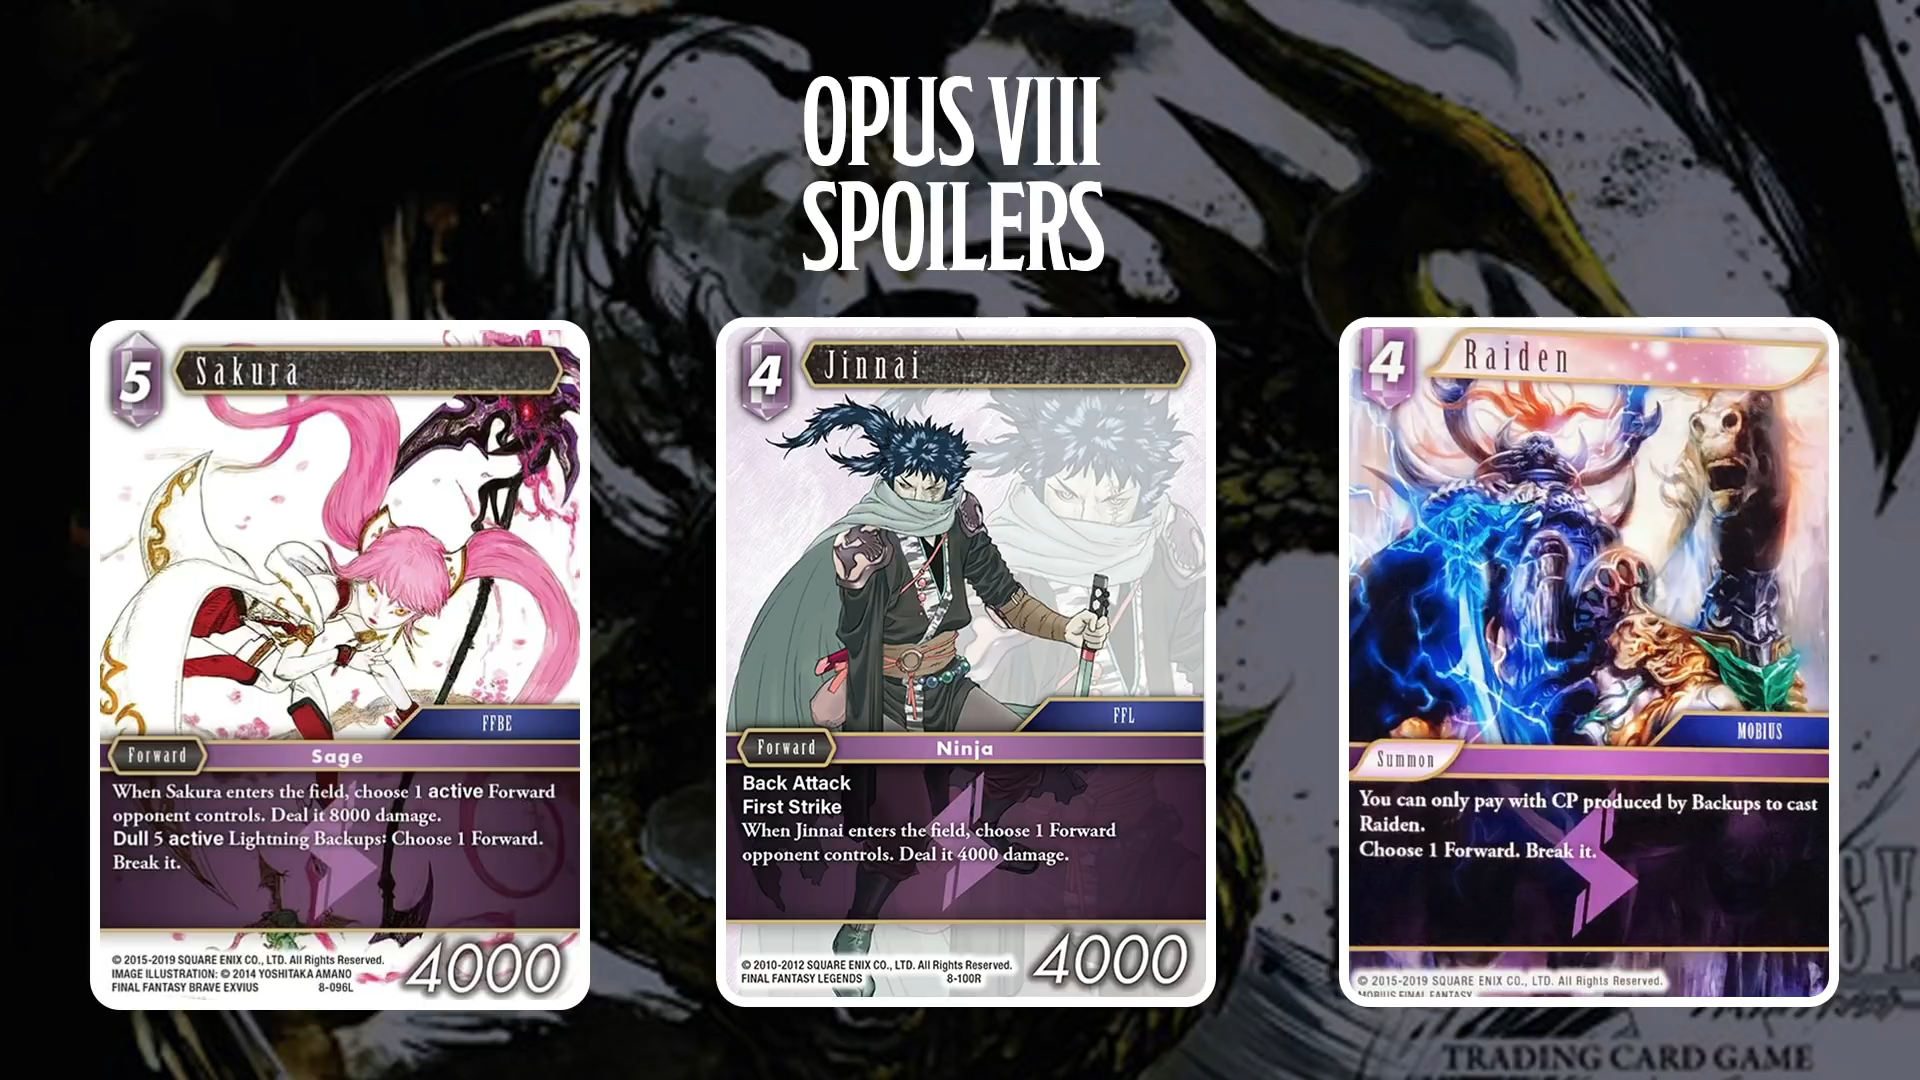 OPUS VIII
SPOILERS
5
Sakura
FFBE
Forward
Sage
When Sakura enters the field, choose 1 active Forward
opponent controls. Deal it 8000 damage.
Dull 5 active Lightning Backups: Choose 1 Forward.
Break it.
© 2015-2019 SQUARE ENIX CO., LTD. All Rights Reserved.
IMAGE ILLUSTRATION: © 2014 YOSHITAKA AMANO
FINAL FANTASY BRAVE EXVIUS 8-096L
4000
4
Jinnai
FFL
Forward
Ninja
Back Attack
First Strike
When Jinnai enters the field, choose 1 Forward
opponent controls. Deal it 4000 damage.
© 2010-2012 SQUARE ENIX CO., LTD. All Rights Reserved.
FINAL FANTASY LEGENDS 8-100R
4000
4
Raiden
MOBIUS
Summon
You can only pay with CP produced by Backups to cast
Raiden.
Choose 1 Forward. Break it.
© 2015-2019 SQUARE ENIX CO., LTD. All Rights Reserved.
MOBIUS FINAL FANTASY
TRADING CARD GAME